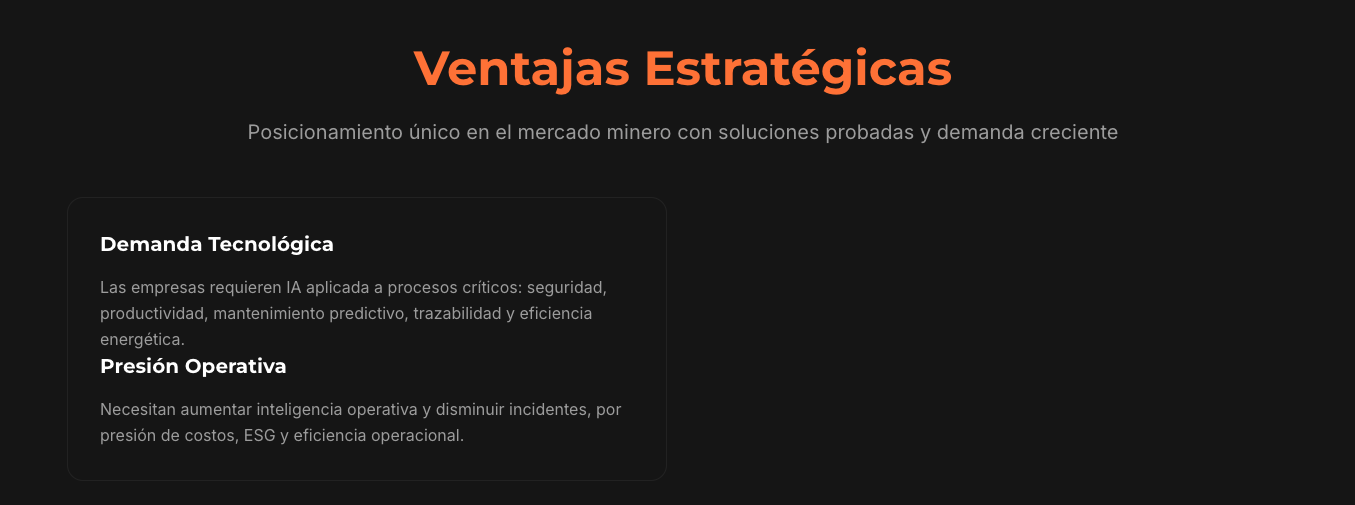 Ventajas Estratégicas
Posicionamiento único en el mercado minero con soluciones probadas y demanda creciente
Demanda Tecnológica
Las empresas requieren IA aplicada a procesos críticos: seguridad,
productividad, mantenimiento predictivo, trazabilidad y eficiencia
energética.
Presión Operativa
Necesitan aumentar inteligencia operativa y disminuir incidentes, por
presión de costos, ESG y eficiencia operacional.